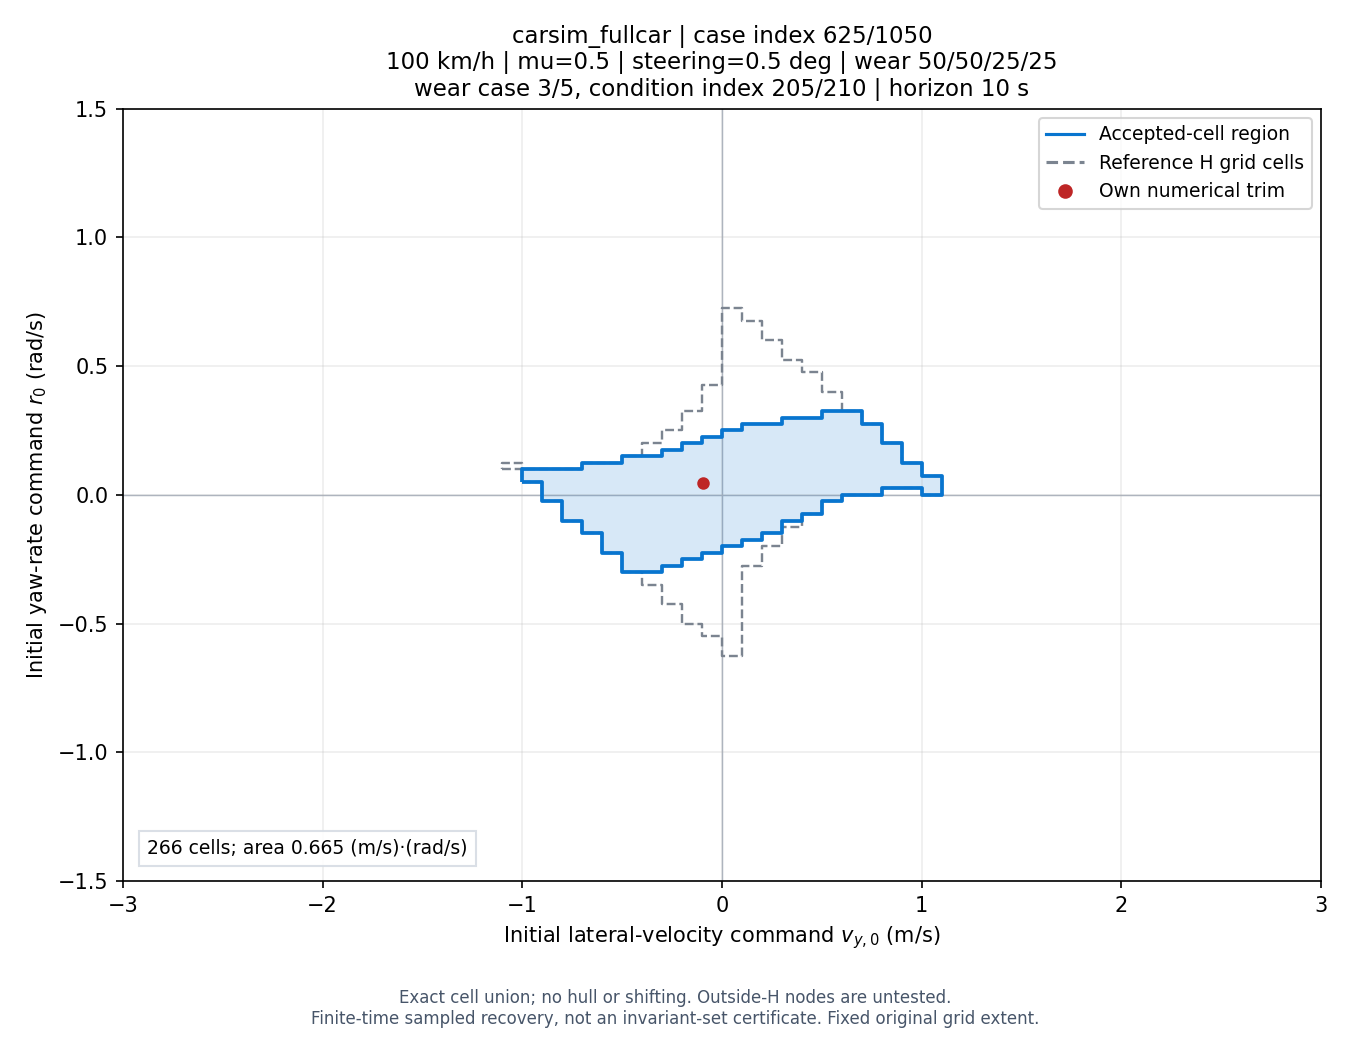 carsim_fullcar | case index 625/1050
100 km/h | mu=0.5 | steering=0.5 deg | wear 50/50/25/25
wear case 3/5, condition index 205/210 | horizon 10 s
Accepted-cell region
Reference H grid cells
Own numerical trim
1.5
1.0
0.5
0.0
−0.5
−1.0
−1.5
Initial yaw-rate command r0 (rad/s)
266 cells; area 0.665 (m/s)·(rad/s)
−3
−2
−1
0
1
2
3
Initial lateral-velocity command vy,0 (m/s)
Exact cell union; no hull or shifting. Outside-H nodes are untested.
Finite-time sampled recovery, not an invariant-set certificate. Fixed original grid extent.